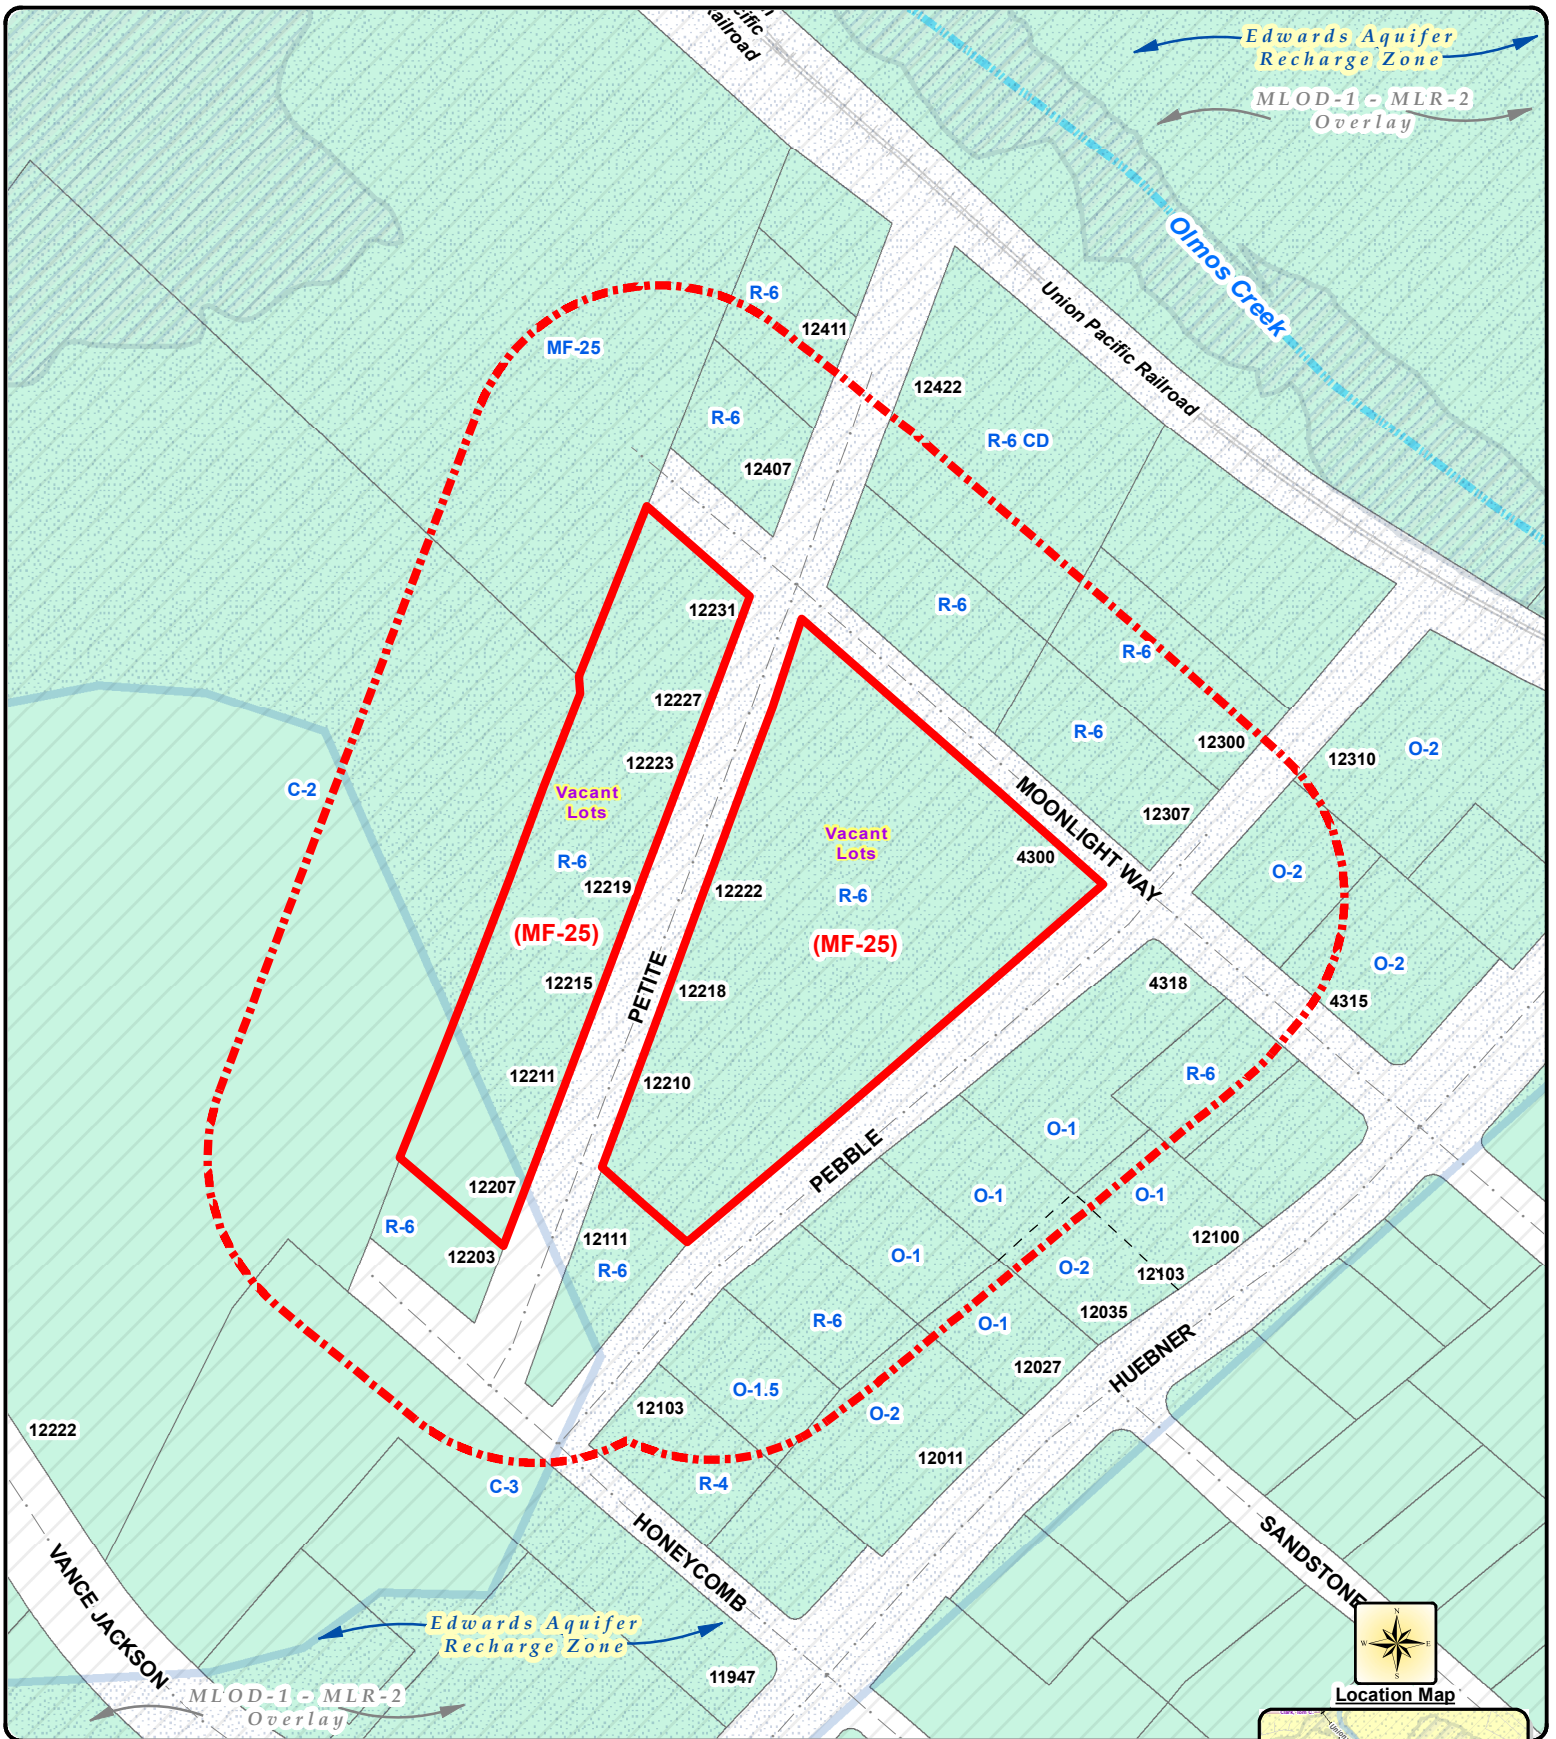 Pacific
Railroad
Edwards Aquifer
Recharge Zone
MLOD-1 - MLR-2
Overlay
Olmos Creek
Union Pacific Railroad
R-6
12411
MF-25
12422
R-6 CD
R-6
12407
12231
R-6
R-6
12227
R-6
12300
12310
O-2
12223
C-2
Vacant
Lots
MOONLIGHT WAY
12307
Vacant
Lots
4300
R-6
12219
12222
R-6
O-2
(MF-25)
(MF-25)
O-2
12215
PETITE
12218
4318
4315
12211
12210
R-6
O-1
PEBBLE
12207
O-1
O-1
R-6
12203
12111
R-6
O-1
12100
O-2
12103
12035
R-6
O-1
HUEBNER
12027
O-1.5
12103
O-2
12222
12011
C-3
R-4
HONEYCOMB
SANDSTONE
VANCE JACKSON
Edwards Aquifer
Recharge Zone
11947
MLOD-1 - MLR-2
Overlay
N
W
E
S
Location Map